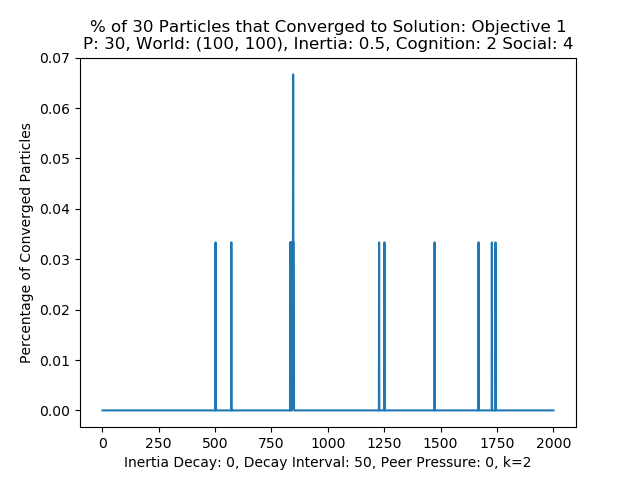 % of 30 Particles that Converged to Solution: Objective 1
P: 30, World: (100, 100), Inertia: 0.5, Cognition: 2 Social: 4
Percentage of Converged Particles
0.07
0.06
0.05
0.04
0.03
0.02
0.01
0.00
0 250 500 750 1000 1250 1500 1750 2000
Inertia Decay: 0, Decay Interval: 50, Peer Pressure: 0, k=2